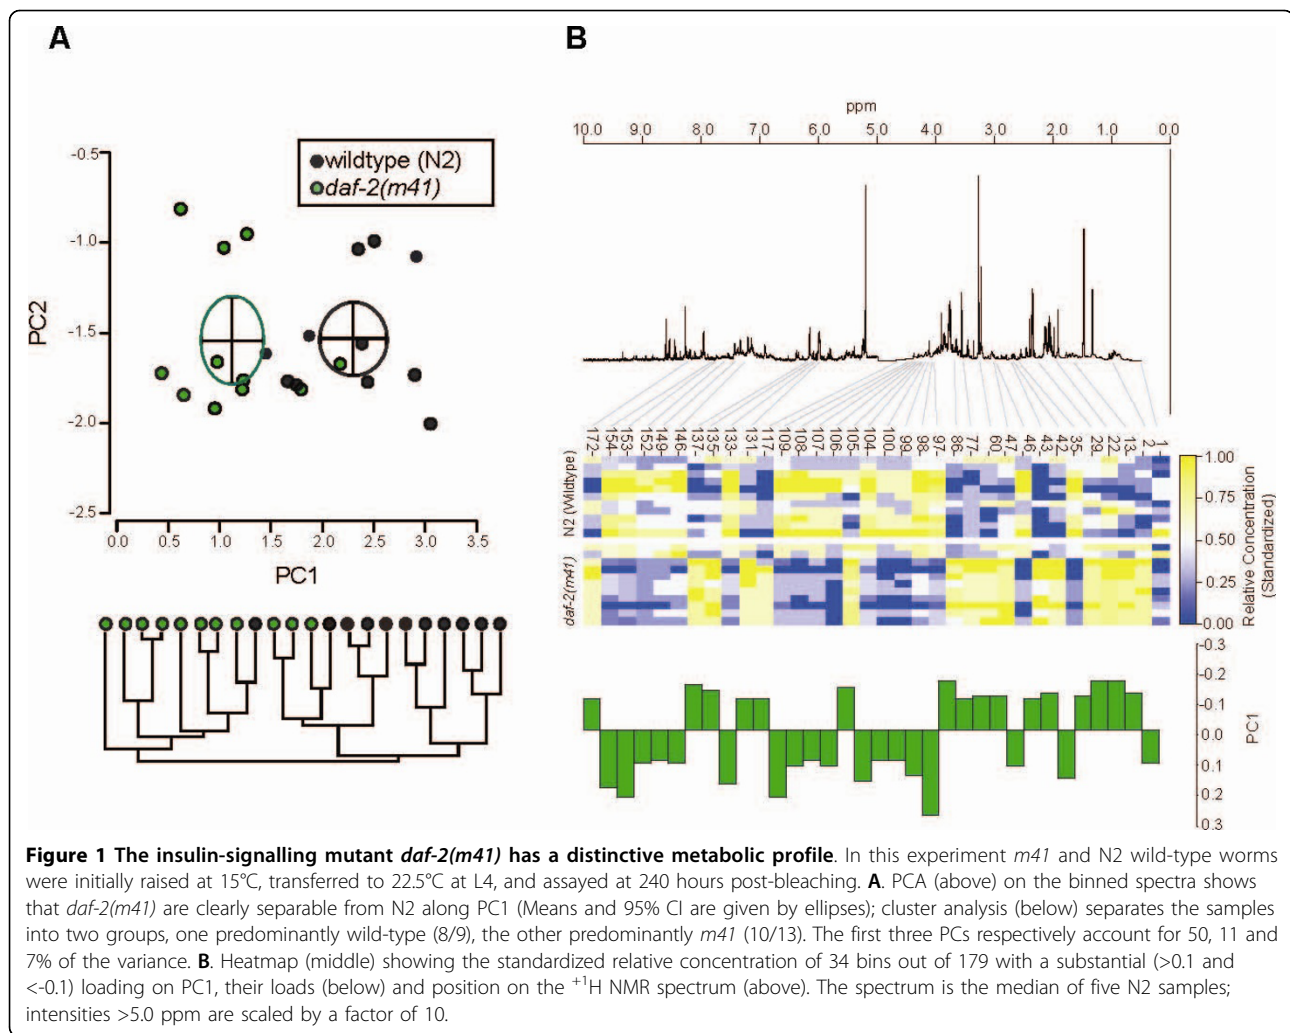 A
B
ppm
10.0 9.0 8.0 7.0 6.0 5.0 4.0 3.0 2.0 1.0 0.0
wildtype (N2)
daf-2(m41)
-0.5
-1.0
-1.5
-2.0
-2.5
PC2
0.0 0.5 1.0 1.5 2.0 2.5 3.0 3.5
PC1
172 154 153 152 149 146 137 135 133 131 117 109 108 107 106 105 104 100 99 98 97 86 77 60 47 46 43 42 35 29 22 13 2 1
N2 (Wildtype)
daf-2(m41)
1.00
0.75
0.50
0.25
0.00
Relative Concentration
(Standardized)
-0.3
-0.2
-0.1
0.0
0.1
0.2
0.3
PC1
Figure 1 The insulin-signalling mutant daf-2(m41) has a distinctive metabolic profile. In this experiment m41 and N2 wild-type worms
were initially raised at 15°C, transferred to 22.5°C at L4, and assayed at 240 hours post-bleaching. A. PCA (above) on the binned spectra shows
that daf-2(m41) are clearly separable from N2 along PC1 (Means and 95% CI are given by ellipses); cluster analysis (below) separates the samples
into two groups, one predominantly wild-type (8/9), the other predominantly m41 (10/13). The first three PCs respectively account for 50, 11 and
7% of the variance. B. Heatmap (middle) showing the standardized relative concentration of 34 bins out of 179 with a substantial (>0.1 and
<-0.1) loading on PC1, their loads (below) and position on the ⁺¹H NMR spectrum (above). The spectrum is the median of five N2 samples;
intensities >5.0 ppm are scaled by a factor of 10.